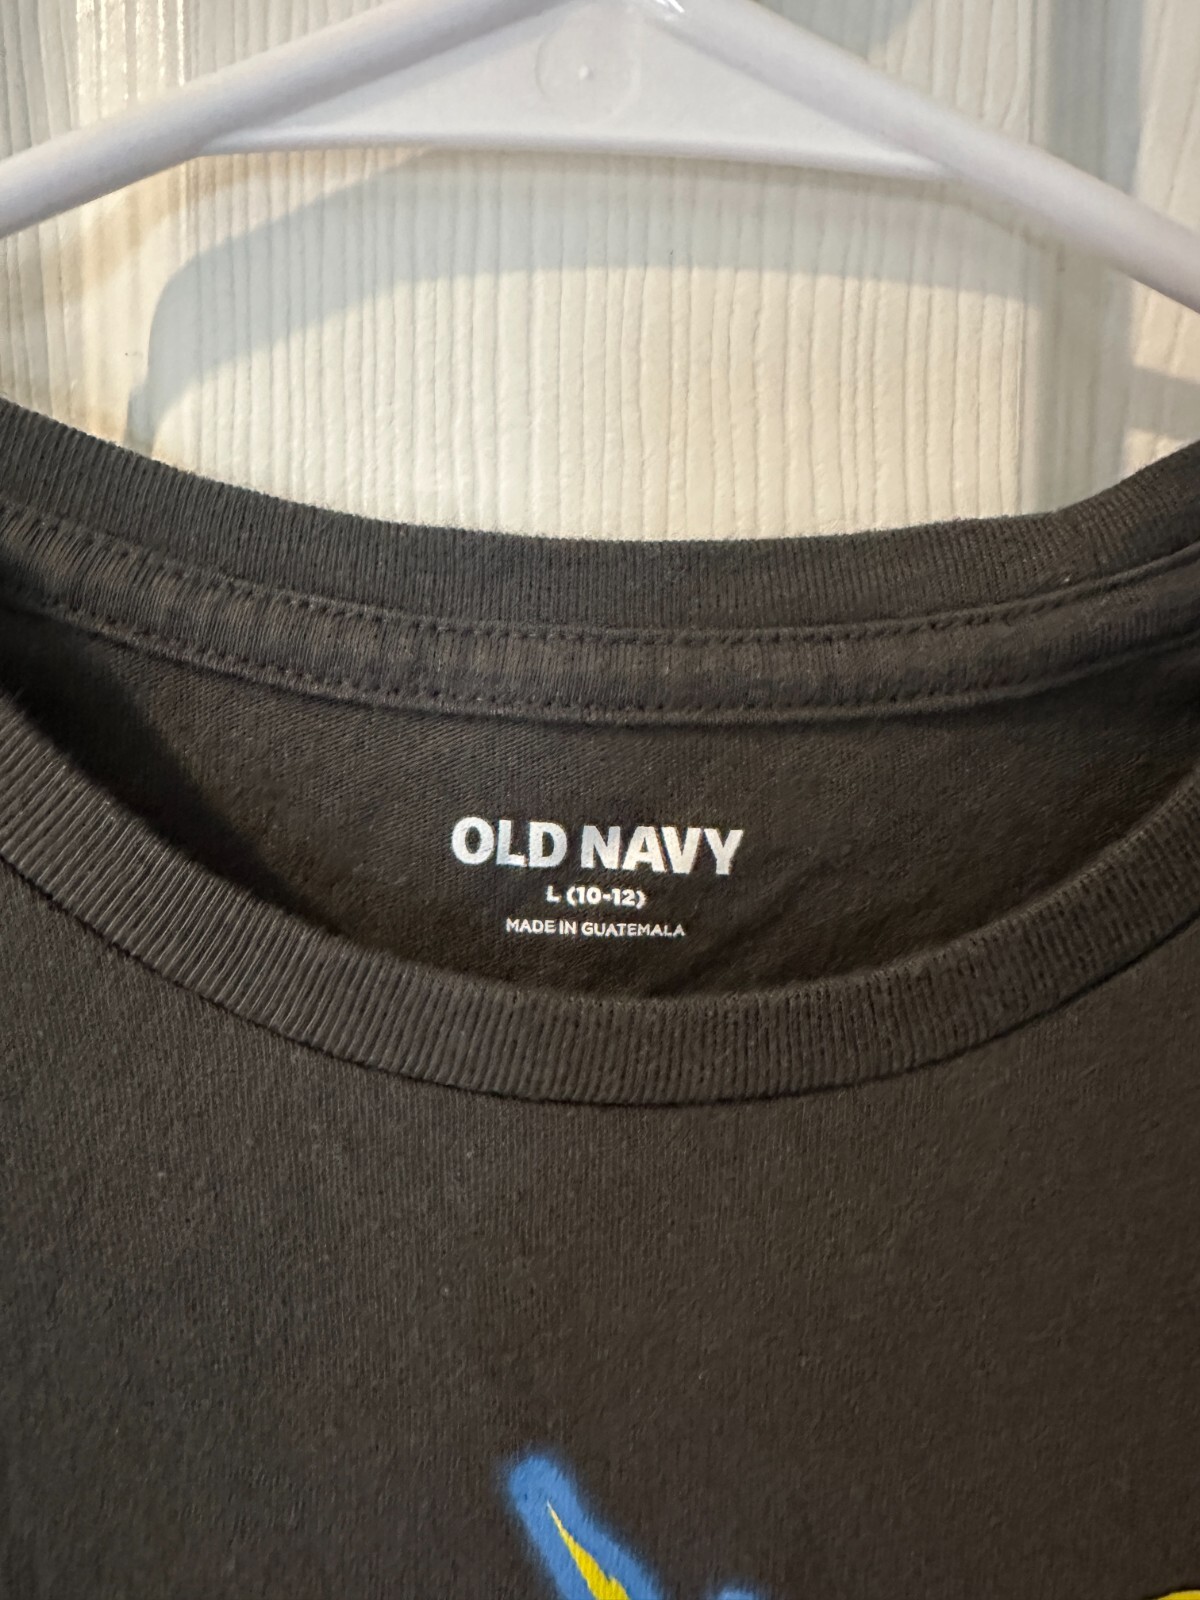 OLD NAVY
L (10-12)
MADE IN GUATEMALA